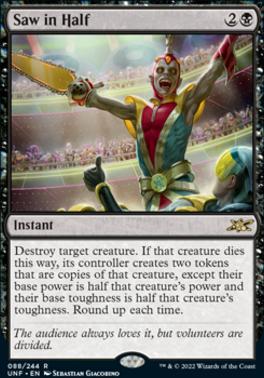 Saw in Half 2
Instant
Destroy target creature. If that creature dies
this way, its controller creates two tokens
that are copies of that creature, except their
base power is half that creature's power and
their base toughness is half that creature's
toughness. Round up each time.
The audience always loves it, but volunteers are
divided.
088/244 R
UNF • EN SEBASTIAN GIACOBINO
™ & © 2022 Wizards of the Coast